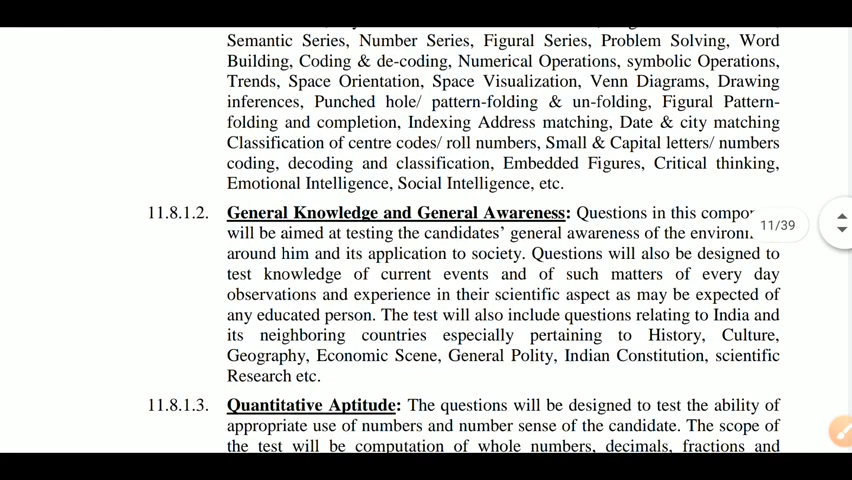 Semantic Series, Number Series, Figural Series, Problem Solving, Word
Building, Coding & de-coding, Numerical Operations, symbolic Operations,
Trends, Space Orientation, Space Visualization, Venn Diagrams, Drawing
inferences, Punched hole/ pattern-folding & un-folding, Figural Pattern-
folding and completion, Indexing Address matching, Date & city matching
Classification of centre codes/ roll numbers, Small & Capital letters/ numbers
coding, decoding and classification, Embedded Figures, Critical thinking,
Emotional Intelligence, Social Intelligence, etc.
11.8.1.2. General Knowledge and General Awareness: Questions in this compo
11/39
will be aimed at testing the candidates' general awareness of the environ
around him and its application to society. Questions will also be designed to
test knowledge of current events and of such matters of every day
observations and experience in their scientific aspect as may be expected of
any educated person. The test will also include questions relating to India and
its neighboring countries especially pertaining to History, Culture,
Geography, Economic Scene, General Polity, Indian Constitution, scientific
Research etc.
11.8.1.3. Quantitative Aptitude: The questions will be designed to test the ability of
appropriate use of numbers and number sense of the candidate. The scope of
the test will be computation of whole numbers, decimals, fractions and